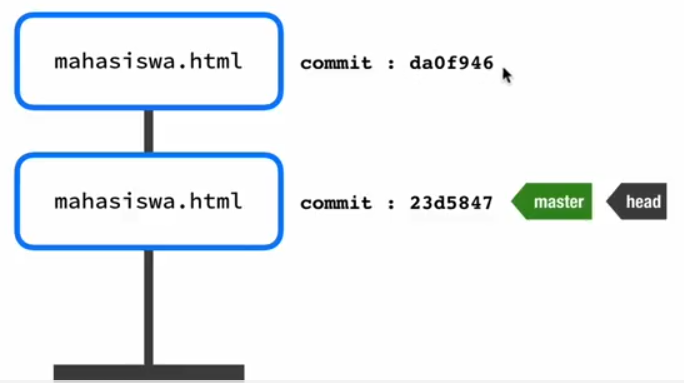 mahasiswa.html commit : da0f946
mahasiswa.html commit : 23d5847 master head